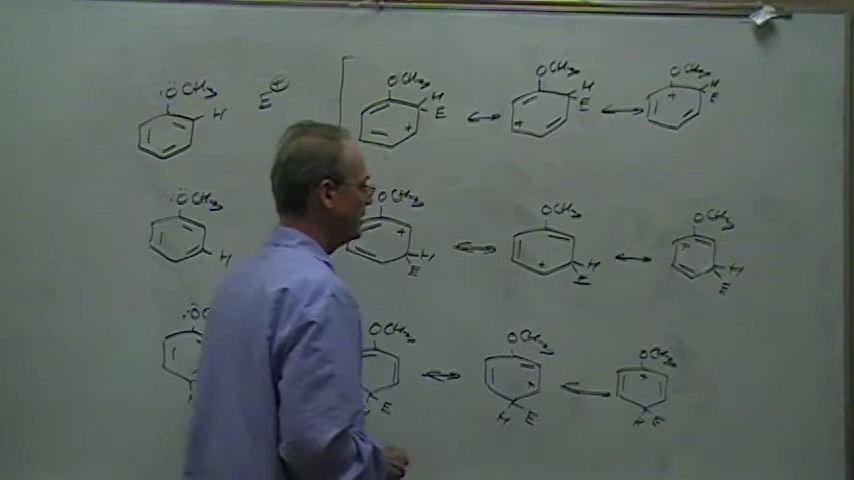 :ÖCH₃ H E⊕ OCH₃ H E + ↔ OCH₃ H E + ↔ OCH₃ + H E
:ÖCH₃ H OCH₃ + H E ↔ OCH₃ + H E ↔ OCH₃ + H E
:Ö H OCH₃ E ↔ OCH₃ + H E ↔ OCH₃ + H E